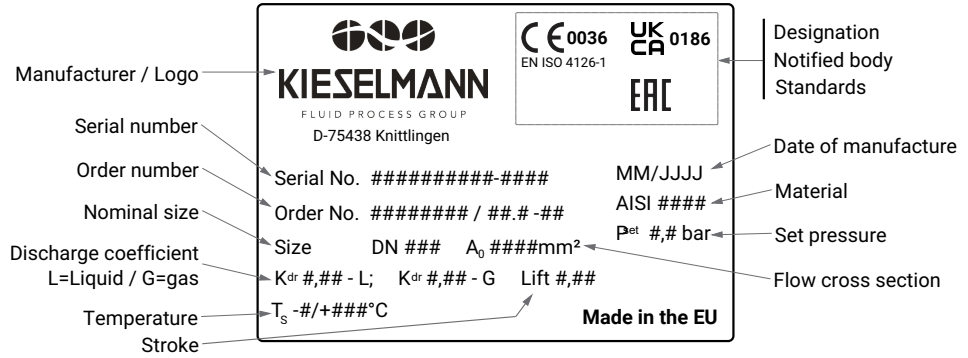 CE 0036 UK CA 0186
EN ISO 4126-1
EAC
KIESELMANN
FLUID PROCESS GROUP
D-75438 Knittlingen
Designation
Notified body
Standards
Manufacturer / Logo
Serial number
Order number
Nominal size
Discharge coefficient
L=Liquid / G=gas
Temperature
Stroke
Serial No. ##########-####
Order No. ######## / ##.# -##
Size DN ### A₀ ####mm²
Kdr #,## - L; Kdr #,## - G Lift #,##
TS -#/+###°C
MM/JJJJ
AISI ####
Pset #,# bar
Made in the EU
Date of manufacture
Material
Set pressure
Flow cross section